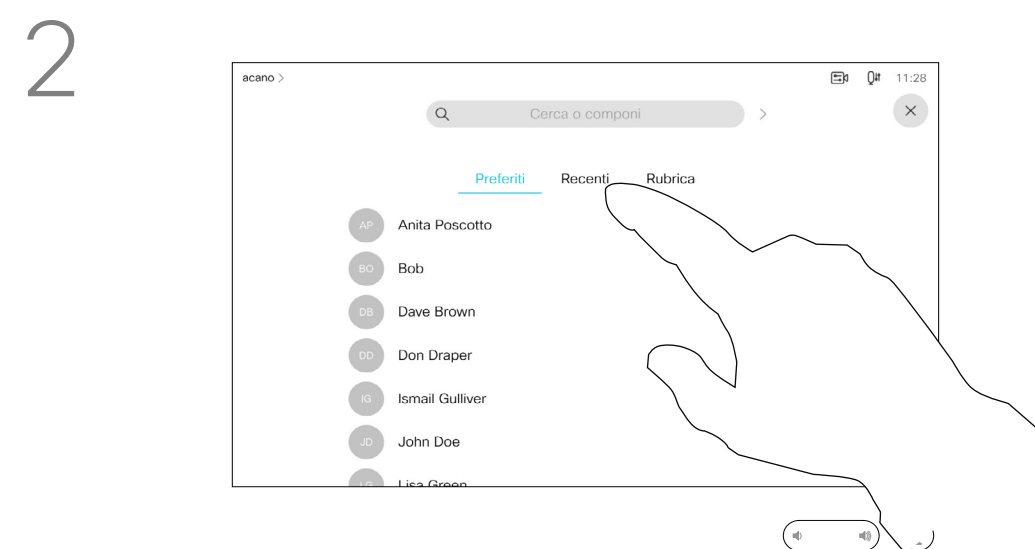 2
acano >
11:28
Cerca o componi >
Preferiti Recenti Rubrica
AP Anita Poscotto
BO Bob
DB Dave Brown
DD Don Draper
IG Ismail Gulliver
JD John Doe
LG Lisa Green